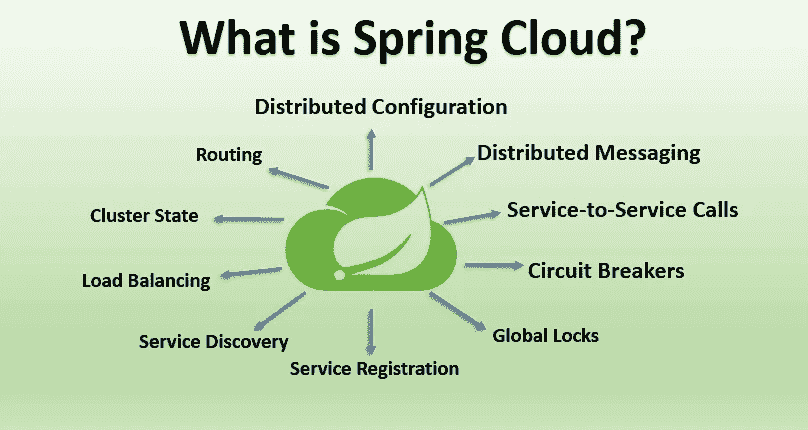 What is Spring Cloud?
Distributed Configuration
Routing
Distributed Messaging
Cluster State
Service-to-Service Calls
Load Balancing
Circuit Breakers
Service Discovery
Global Locks
Service Registration